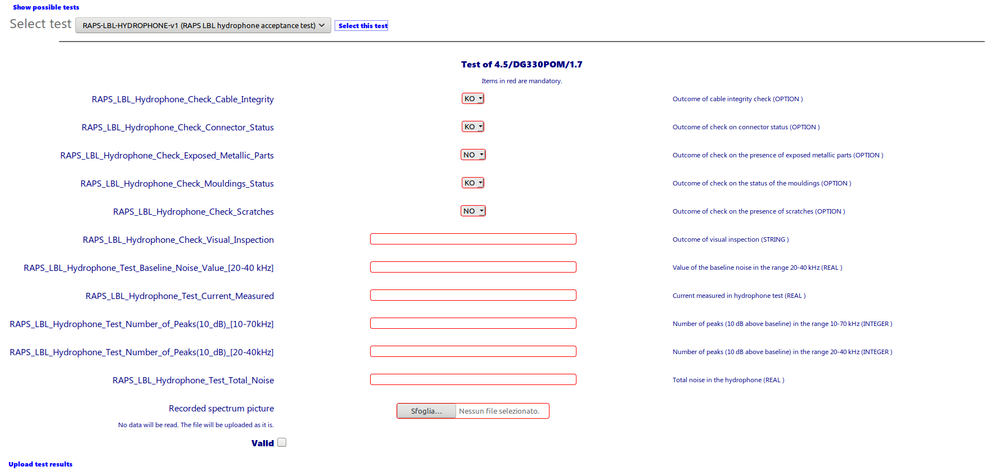 Show possible tests
Select test RAPS-LBL-HYDROPHONE-v1 (RAPS LBL hydrophone acceptance test) Select this test
Test of 4.5/DG330POM/1.7
Items in red are mandatory.
RAPS_LBL_Hydrophone_Check_Cable_Integrity KO Outcome of cable integrity check (OPTION )
RAPS_LBL_Hydrophone_Check_Connector_Status KO Outcome of check on connector status (OPTION )
RAPS_LBL_Hydrophone_Check_Exposed_Metallic_Parts NO Outcome of check on the presence of exposed metallic parts (OPTION )
RAPS_LBL_Hydrophone_Check_Mouldings_Status KO Outcome of check on the status of the mouldings (OPTION )
RAPS_LBL_Hydrophone_Check_Scratches NO Outcome of check on the presence of scratches (OPTION )
RAPS_LBL_Hydrophone_Check_Visual_Inspection Outcome of visual inspection (STRING )
RAPS_LBL_Hydrophone_Test_Baseline_Noise_Value_[20-40 kHz] Value of the baseline noise in the range 20-40 kHz (REAL )
RAPS_LBL_Hydrophone_Test_Current_Measured Current measured in hydrophone test (REAL )
RAPS_LBL_Hydrophone_Test_Number_of_Peaks(10_dB)_[10-70kHz] Number of peaks (10 dB above baseline) in the range 10-70 kHz (INTEGER )
RAPS_LBL_Hydrophone_Test_Number_of_Peaks(10_dB)_[20-40kHz] Number of peaks (10 dB above baseline) in the range 20-40 kHz (INTEGER )
RAPS_LBL_Hydrophone_Test_Total_Noise Total noise in the hydrophone (REAL )
Recorded spectrum picture Sfoglia... Nessun file selezionato.
No data will be read. The file will be uploaded as it is.
Valid
Upload test results